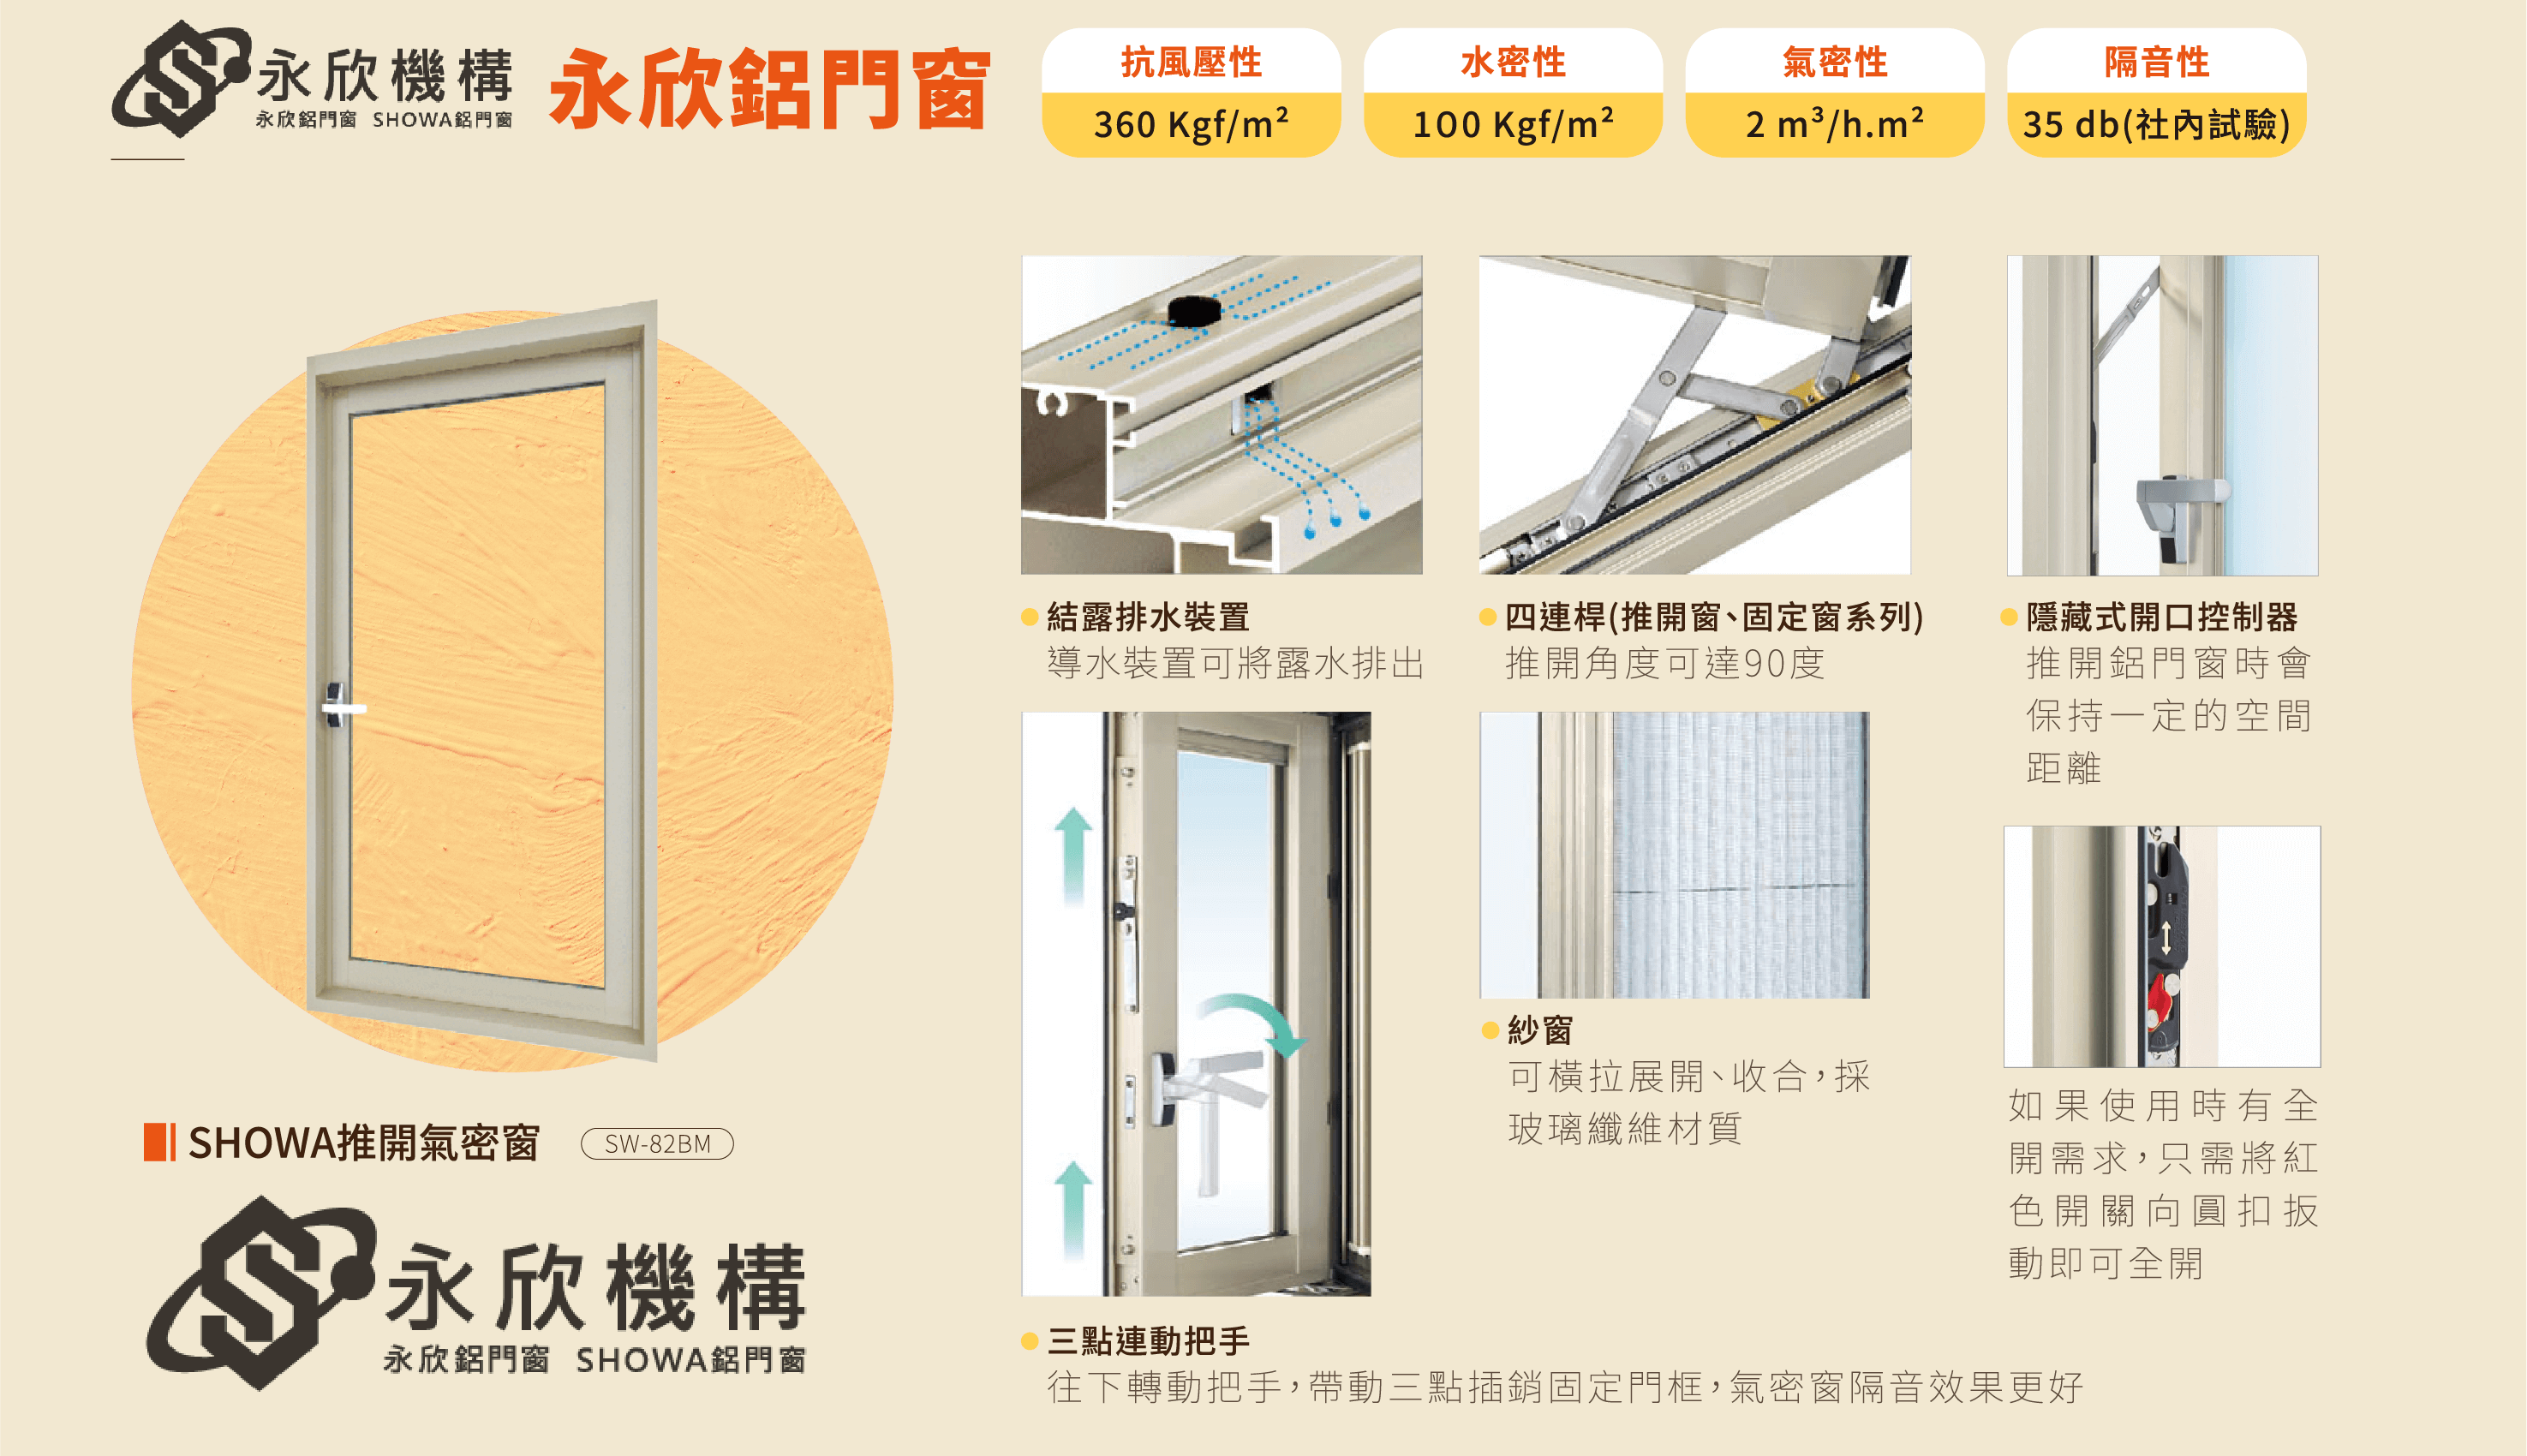 永欣機構
永欣鋁門窗 SHOWA鋁門窗
永欣鋁門窗
抗風壓性
360 Kgf/m²
水密性
100 Kgf/m²
氣密性
2 m³/h.m²
隔音性
35 db(社內試驗)
結露排水裝置
導水裝置可將露水排出
四連桿(推開窗、固定窗系列)
推開角度可達90度
隱藏式開口控制器
推開鋁門窗時會
保持一定的空間
距離
紗窗
可橫拉展開、收合,採
玻璃纖維材質
如果使用時有全
開需求,只需將紅
色開關向圓扣扳
動即可全開
三點連動把手
往下轉動把手,帶動三點插銷固定門框,氣密窗隔音效果更好
SHOWA推開氣密窗
SW-82BM
永欣機構
永欣鋁門窗 SHOWA鋁門窗